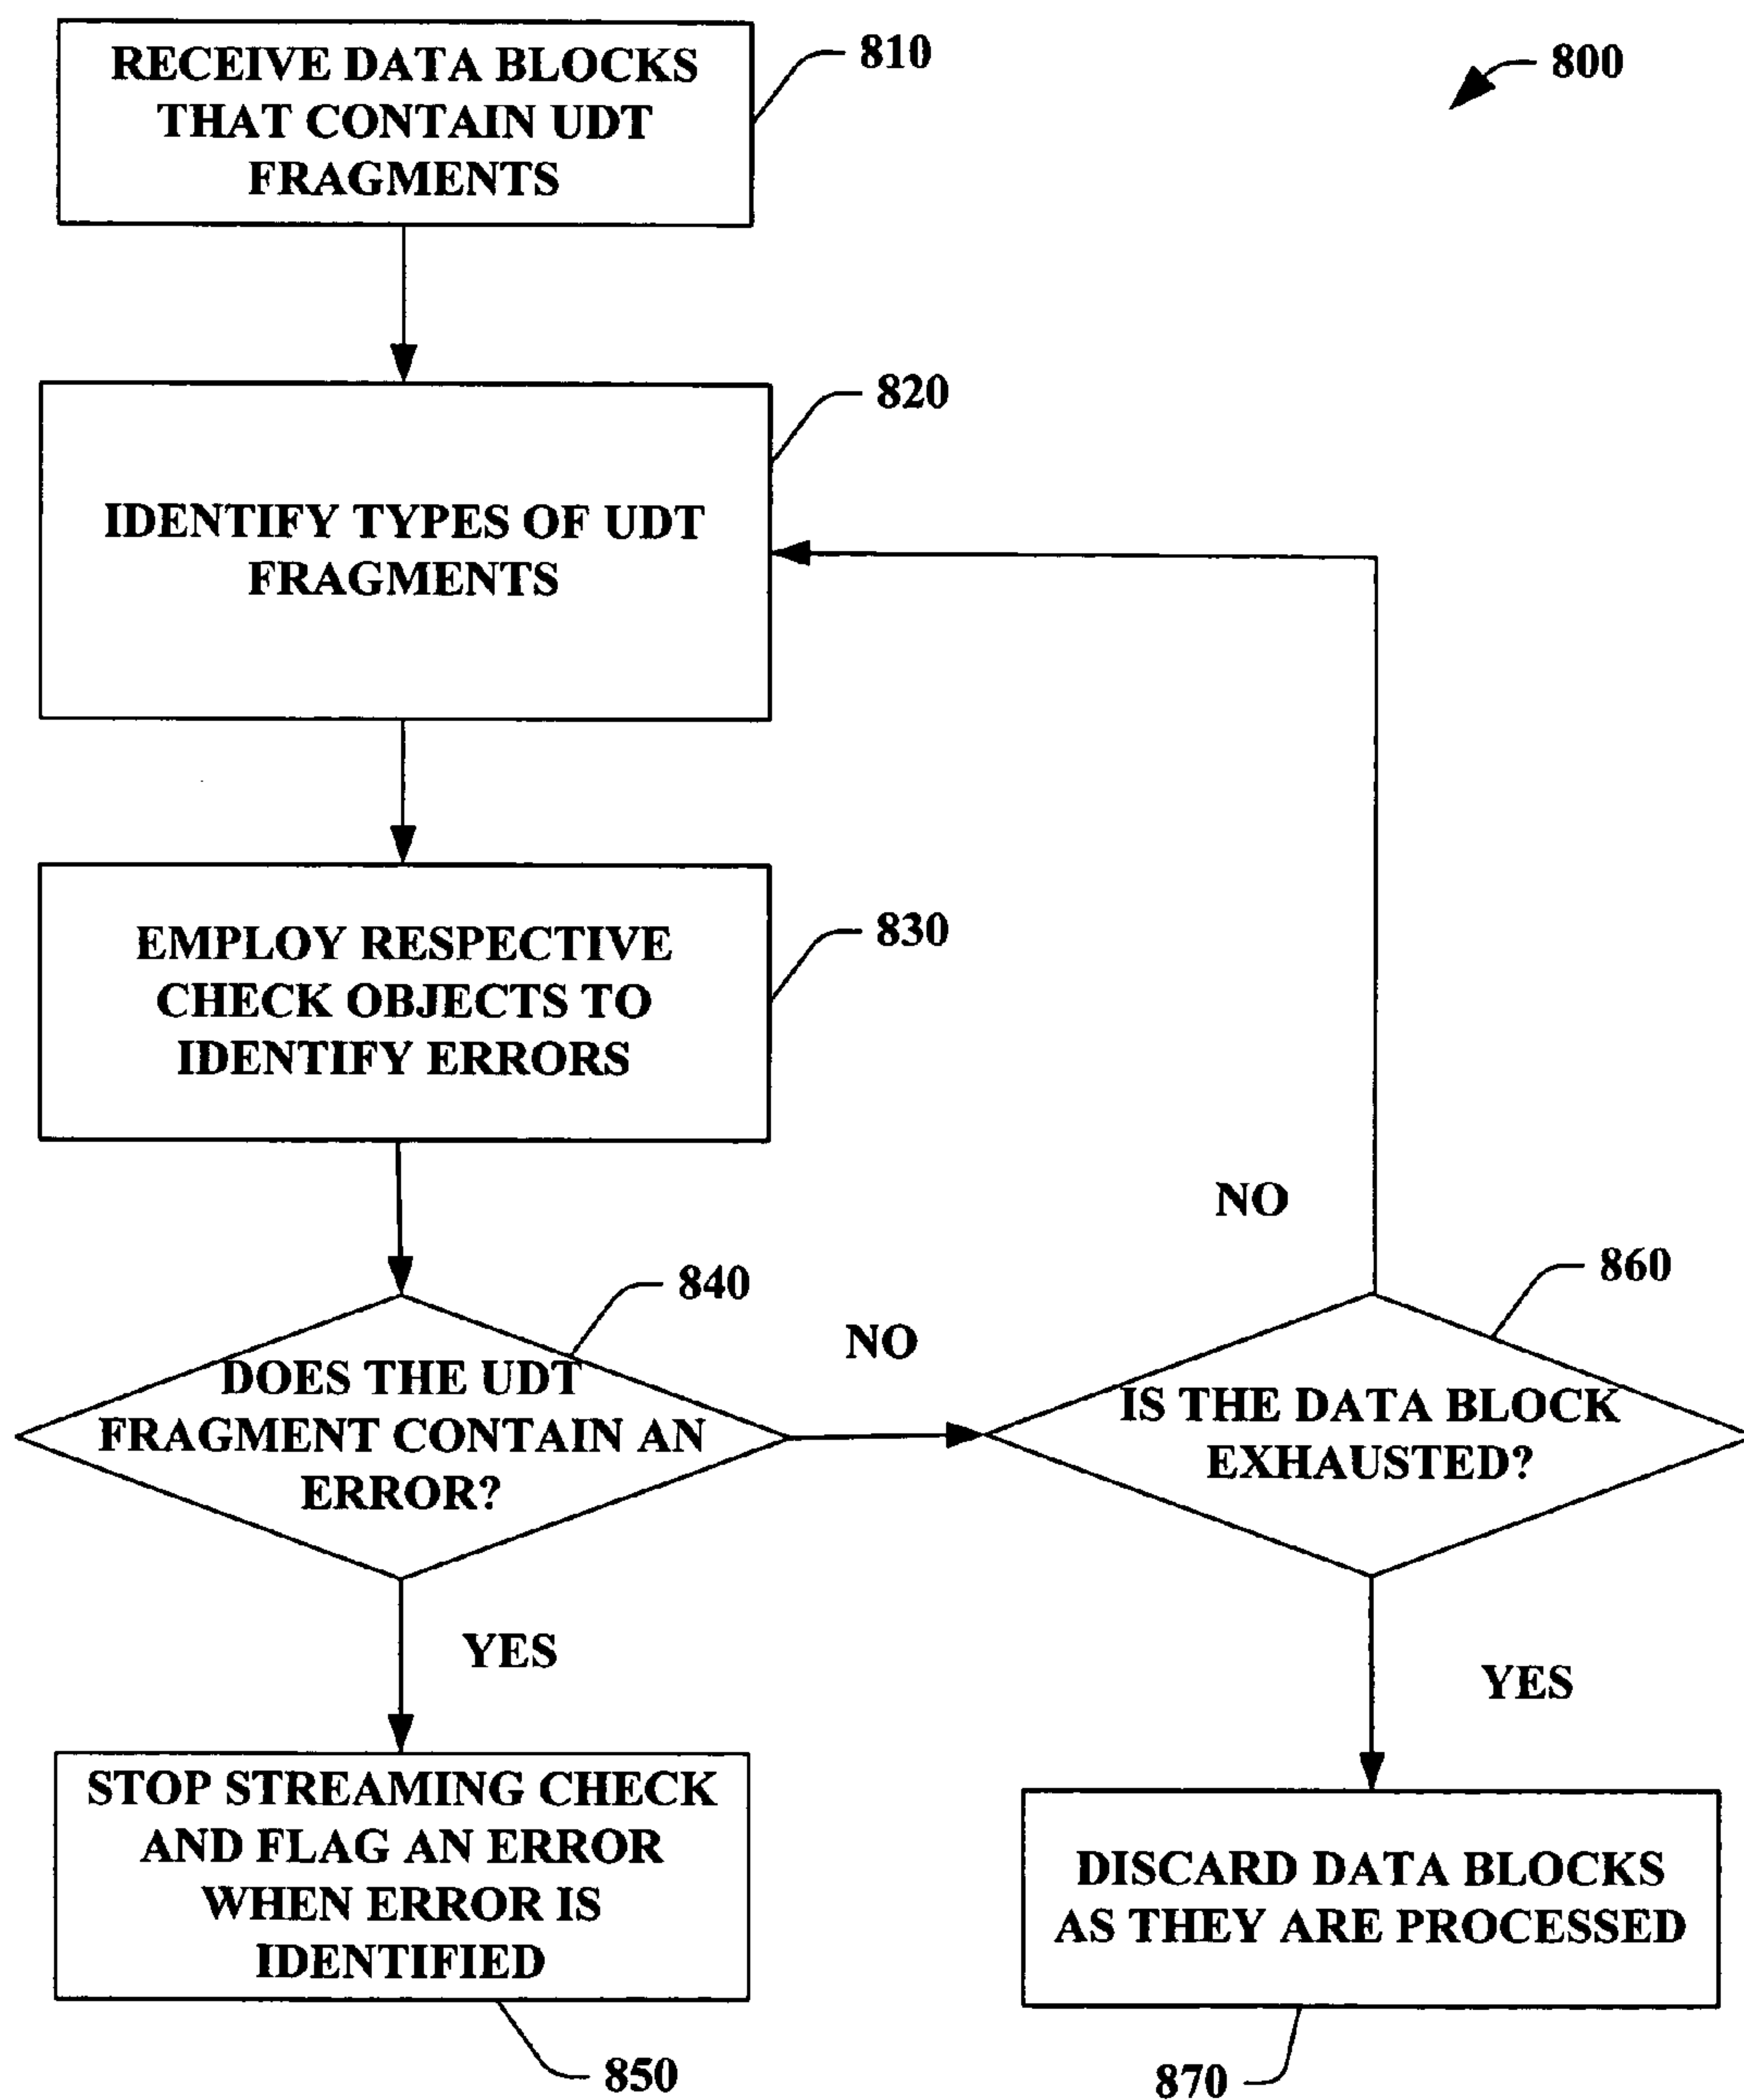 RECEIVE DATA BLOCKS
THAT CONTAIN UDT
FRAGMENTS
810
800
820
IDENTIFY TYPES OF UDT
FRAGMENTS
EMPLOY RESPECTIVE
CHECK OBJECTS TO
IDENTIFY ERRORS
830
NO
840
860
NO
DOES THE UDT
FRAGMENT CONTAIN AN
ERROR?
IS THE DATA BLOCK
EXHAUSTED?
YES
YES
STOP STREAMING CHECK
AND FLAG AN ERROR
WHEN ERROR IS
IDENTIFIED
DISCARD DATA BLOCKS
AS THEY ARE PROCESSED
850
870